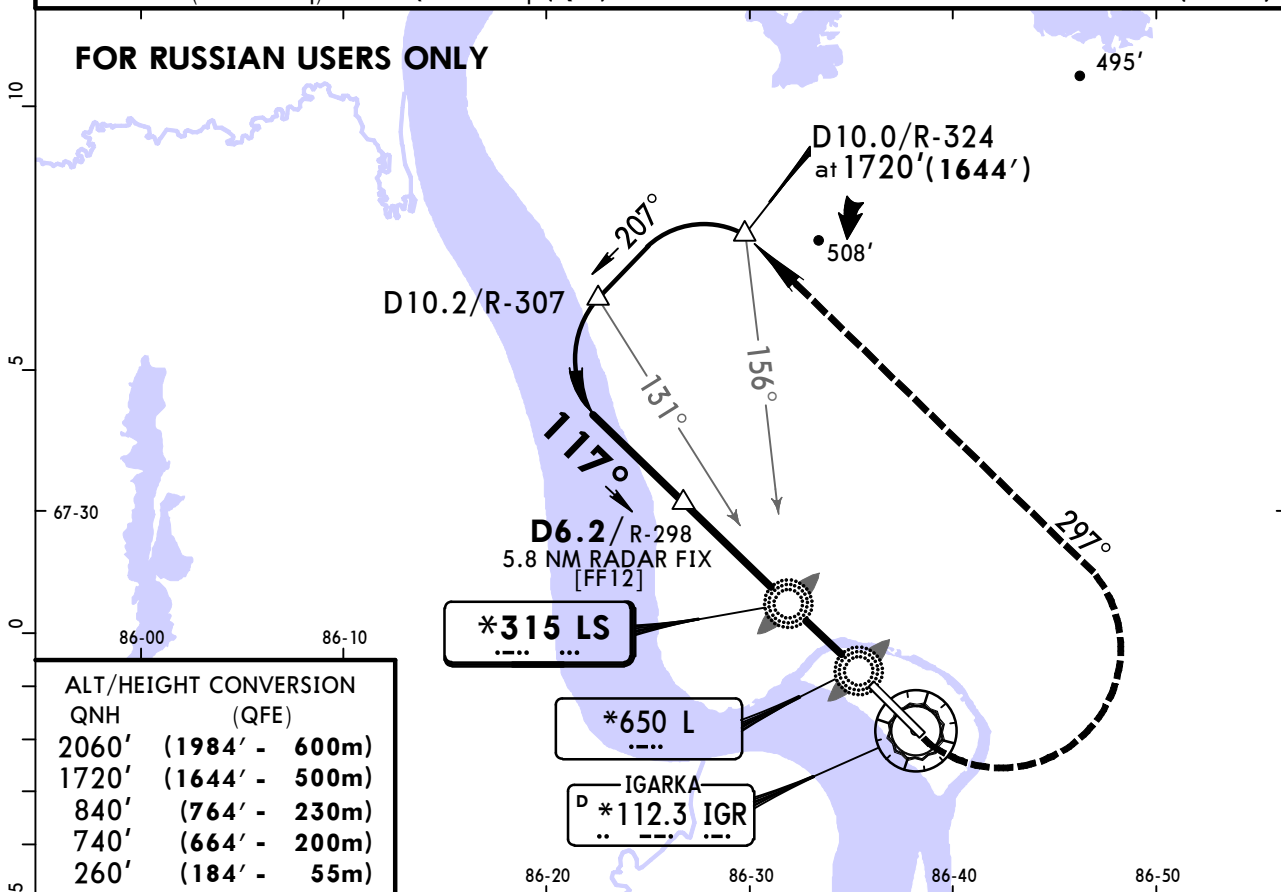 FOR RUSSIAN USERS ONLY
495'
10
D10.0/R-324
at 1720'(1644')
508'
207°
D10.2/R-307
5
131°
156°
117°
67-30
D6.2/ R-298
5.8 NM RADAR FIX
[FF12]
297°
*315 LS
0
86-00
86-10
ALT/HEIGHT CONVERSION
QNH (QFE)
2060' (1984' - 600m)
1720' (1644' - 500m)
840' (764' - 230m)
740' (664' - 200m)
260' (184' - 55m)
*650 L
IGARKA
D *112.3 IGR
5
86-20
86-30
86-40
86-50